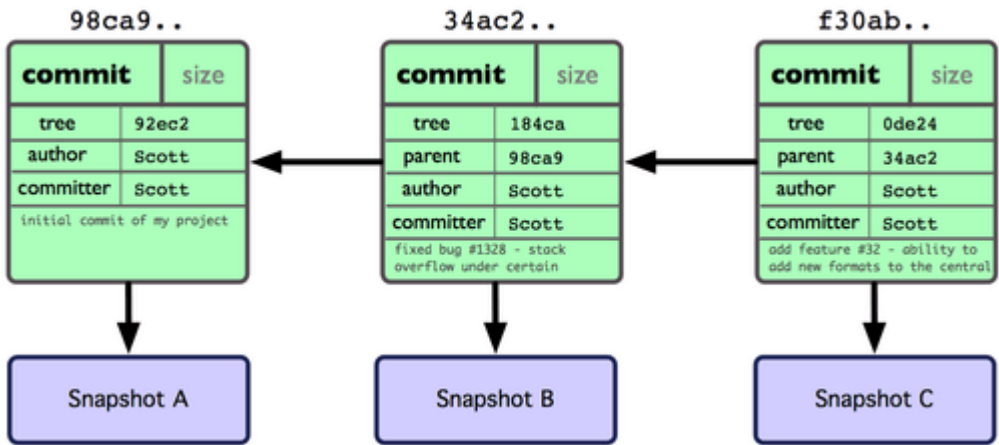 98ca9..
commit size
tree 92ec2
author Scott
committer Scott
initial commit of my project
Snapshot A
34ac2..
commit size
tree 184ca
parent 98ca9
author Scott
committer Scott
fixed bug #1328 - stack
overflow under certain
Snapshot B
f30ab..
commit size
tree 0de24
parent 34ac2
author Scott
committer Scott
add feature #32 - ability to
add new formats to the central
Snapshot C